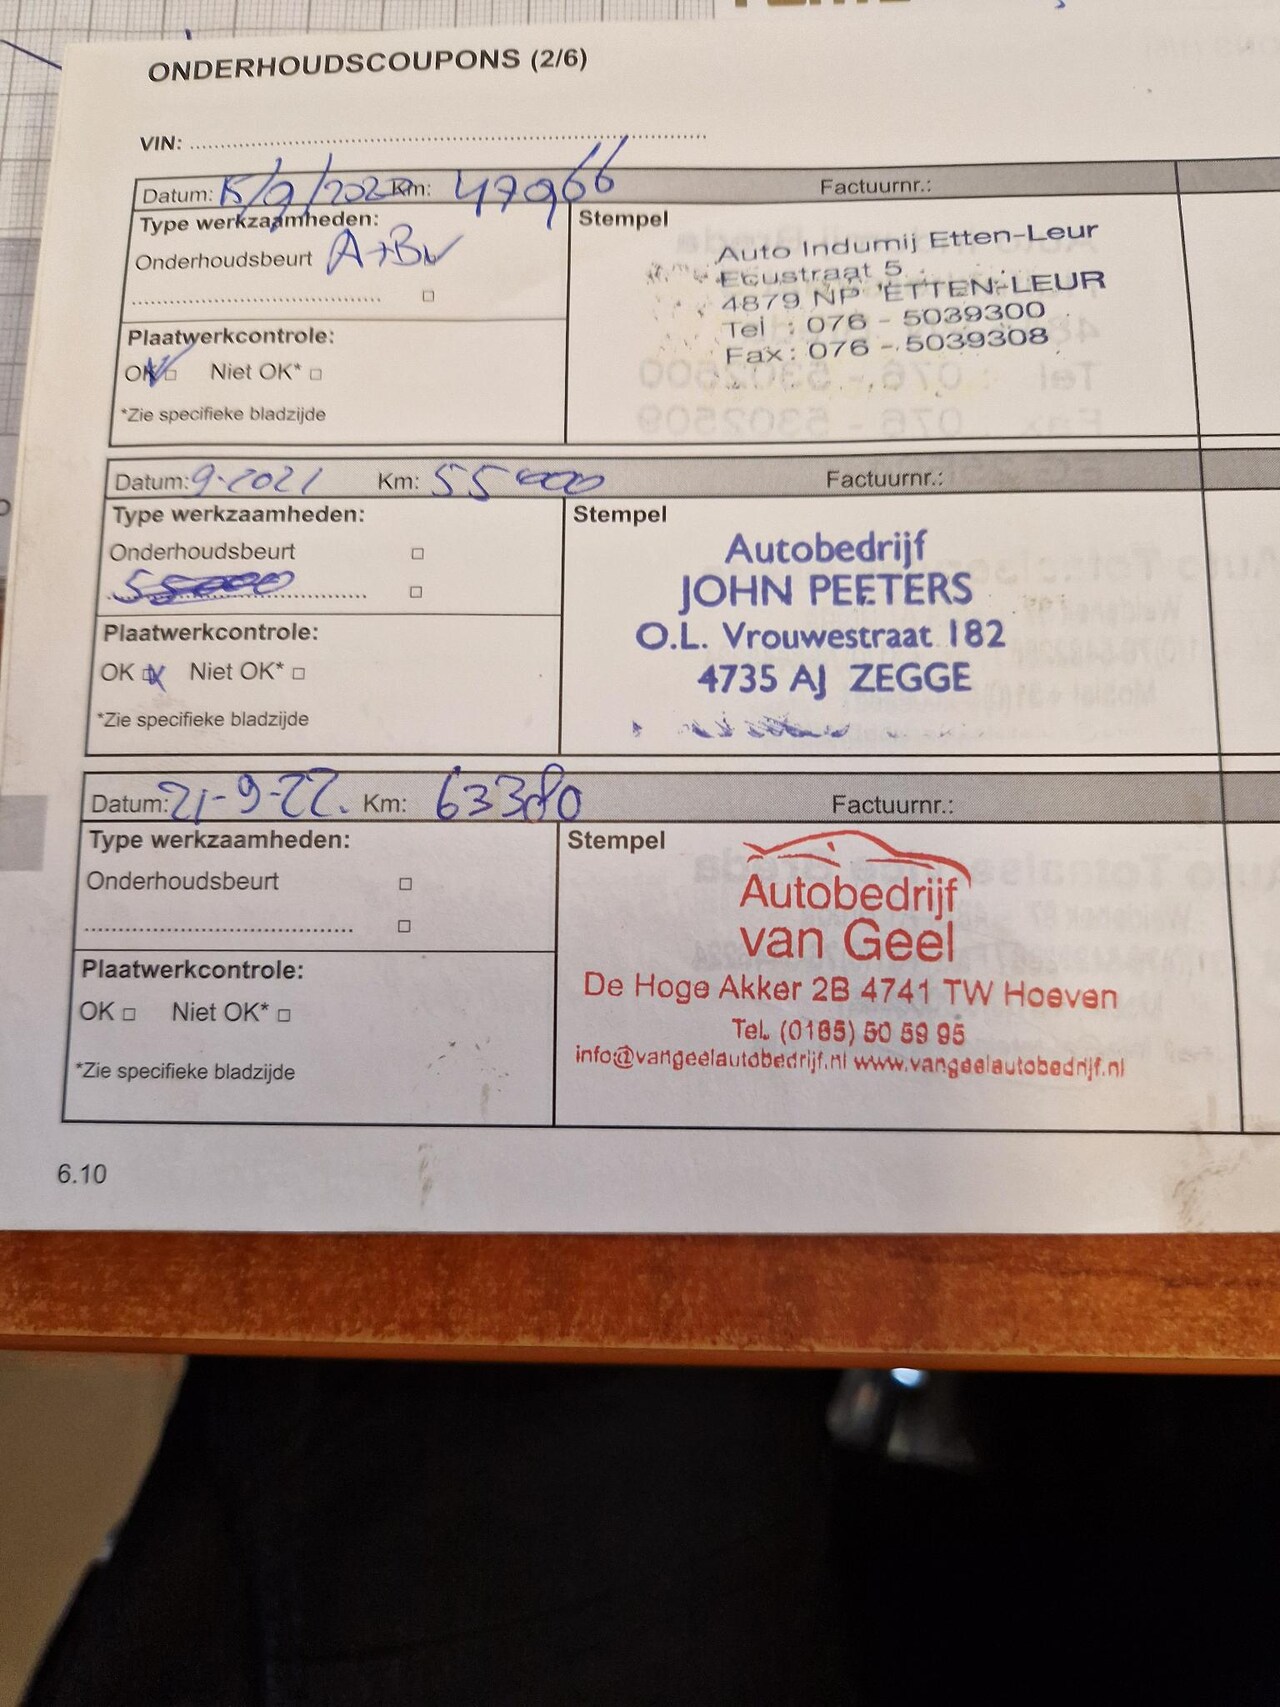 ONDERHOUDSCOUPONS (2/6)
VIN:
Datum: 15/9/2020 Km: 47966 Factuurnr.:
Type werkzaamheden: Stempel
Onderhoudsbeurt A+B
Auto Indumij Etten-Leur
Ecustraat 5
4879 NP ETTEN-LEUR
Tel : 076 - 5039300
Fax : 076 - 5039308
Plaatwerkcontrole:
OK Niet OK*
*Zie specifieke bladzijde
Datum: 9-2021 Km: 55000 Factuurnr.:
Type werkzaamheden: Stempel
Onderhoudsbeurt
55000
Autobedrijf
JOHN PEETERS
O.L. Vrouwestraat 182
4735 AJ ZEGGE
Plaatwerkcontrole:
OK Niet OK*
*Zie specifieke bladzijde
Datum: 21-9-22. Km: 63380 Factuurnr.:
Type werkzaamheden: Stempel
Onderhoudsbeurt
Autobedrijf
van Geel
De Hoge Akker 2B 4741 TW Hoeven
Tel. (0165) 50 59 95
info@vangeelautobedrijf.nl www.vangeelautobedrijf.nl
Plaatwerkcontrole:
OK Niet OK*
*Zie specifieke bladzijde
6.10